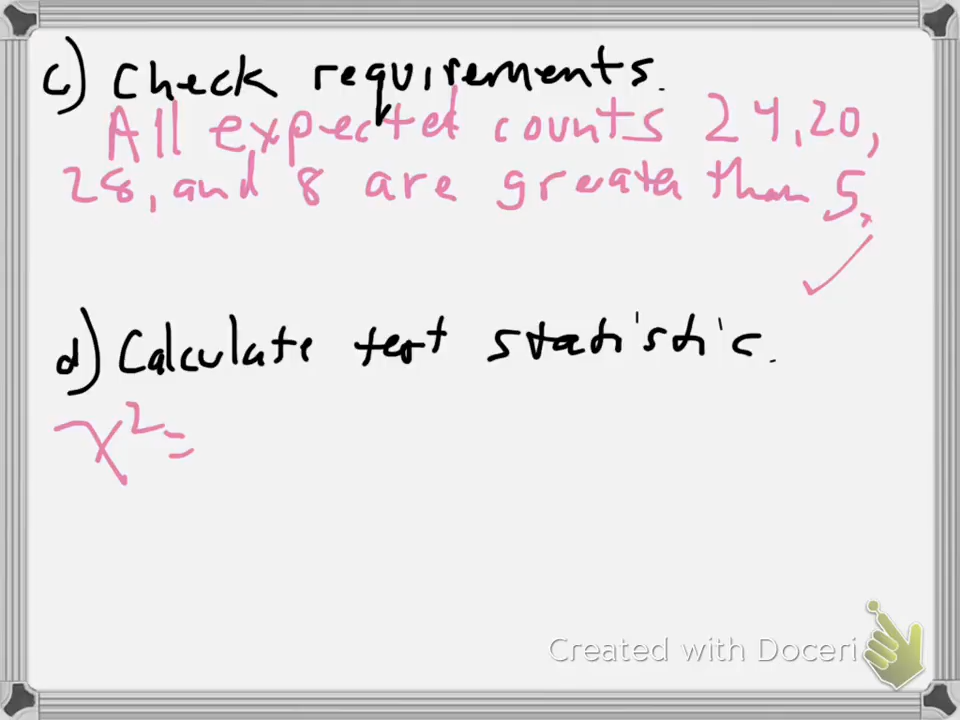 c) Check requirements.
All expected counts 24, 20,
28, and 8 are greater than 5.
d) Calculate test statistic.
χ²=
Created with Doceri